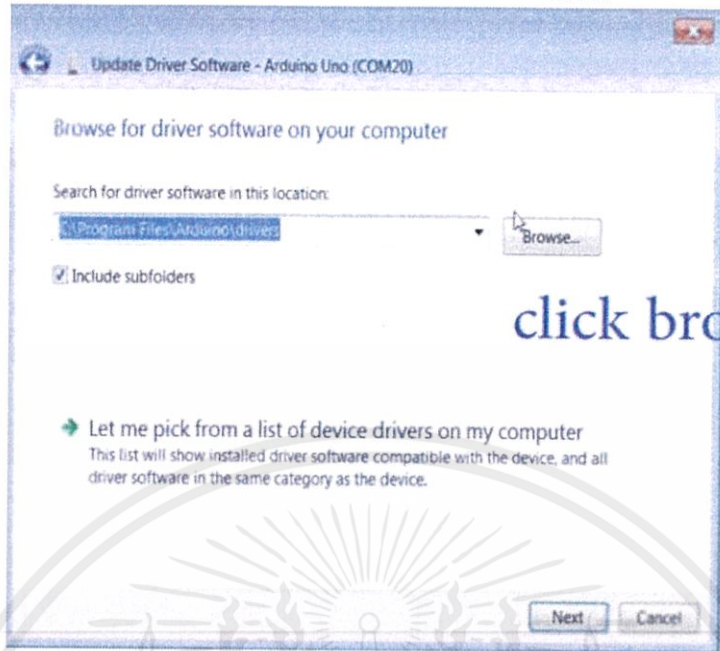 Update Driver Software - Arduino Uno (COM20)
Browse for driver software on your computer
Search for driver software in this location:
C:\Program Files\Arduino\drivers
Browse...
Include subfolders
click bro
Let me pick from a list of device drivers on my computer
This list will show installed driver software compatible with the device, and all
driver software in the same category as the device.
Next
Cancel